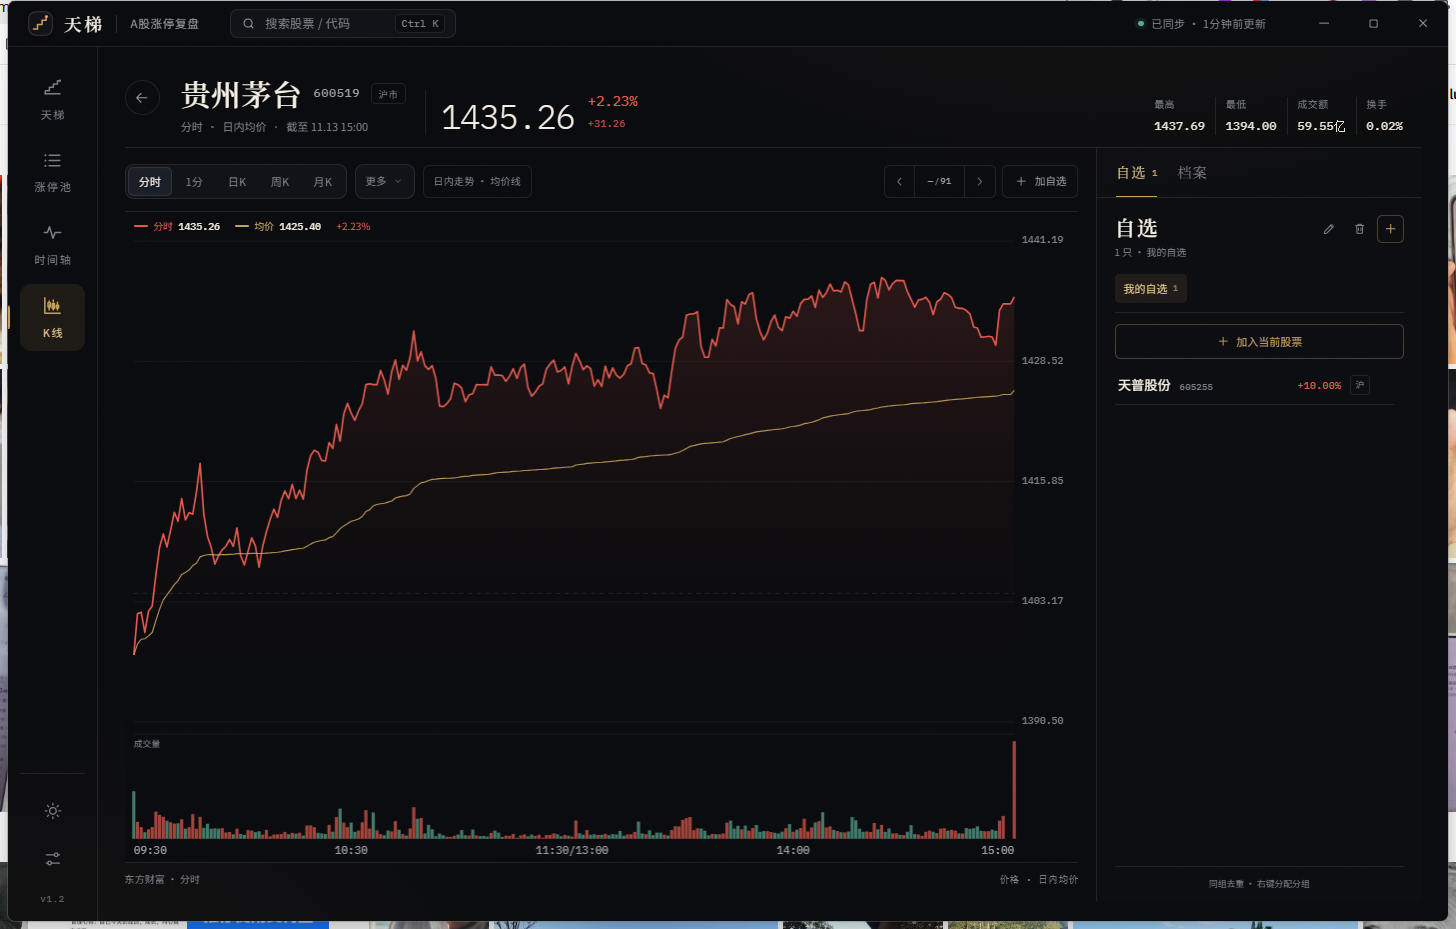 天梯
A股涨停复盘
搜索股票 / 代码
Ctrl K
已同步 · 1分钟前更新
天梯
涨停池
时间轴
K线
v1.2
贵州茅台 600519 沪市
分时 · 日内均价 · 截至 11.13 15:00
1435.26
+2.23%
+31.26
最高 最低 成交额 换手
1437.69 1394.00 59.55亿 0.02%
分时 1分 日K 周K 月K 更多 日内走势 · 均价线
—/91
加自选
分时 1435.26 均价 1425.40 +2.23%
1441.19
1428.52
1415.85
1403.17
1390.50
成交量
09:30 10:30 11:30/13:00 14:00 15:00
东方财富 · 分时
价格 · 日内均价
自选 1 档案
自选
1 只 · 我的自选
我的自选 1
加入当前股票
天普股份 605255 +10.00% 沪
同组去重 · 右键分配分组